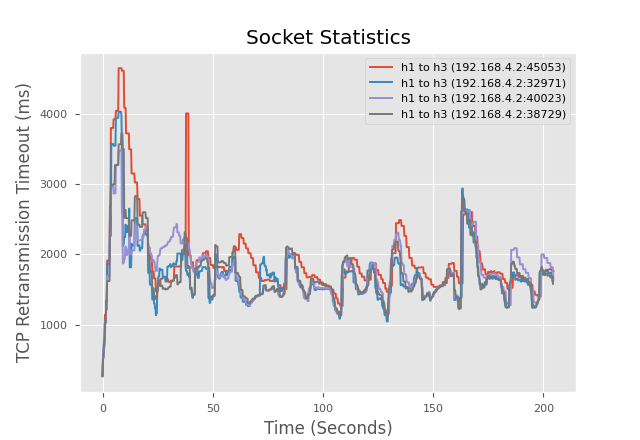 Socket Statistics
h1 to h3 (192.168.4.2:45053)
h1 to h3 (192.168.4.2:32971)
h1 to h3 (192.168.4.2:40023)
h1 to h3 (192.168.4.2:38729)
TCP Retransmission Timeout (ms)
4000
3000
2000
1000
0 50 100 150 200
Time (Seconds)